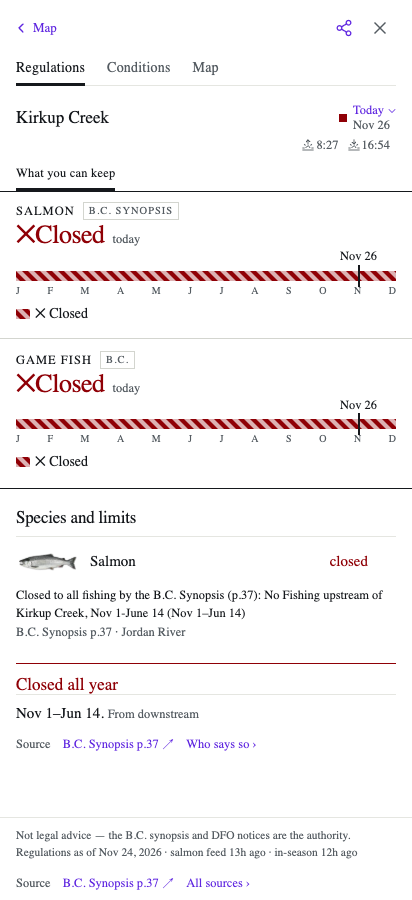 Map
Regulations Conditions Map
Kirkup Creek
Today
Nov 26
8:27 16:54
What you can keep
SALMON B.C. SYNOPSIS
Closed today
Nov 26
J F M A M J J A S O N D
Closed
GAME FISH B.C.
Closed today
Nov 26
J F M A M J J A S O N D
Closed
Species and limits
Salmon closed
Closed to all fishing by the B.C. Synopsis (p.37): No Fishing upstream of
Kirkup Creek, Nov 1-June 14 (Nov 1–Jun 14)
B.C. Synopsis p.37 · Jordan River
Closed all year
Nov 1–Jun 14. From downstream
Source B.C. Synopsis p.37 ↗ Who says so ›
Not legal advice — the B.C. synopsis and DFO notices are the authority.
Regulations as of Nov 24, 2026 · salmon feed 13h ago · in-season 12h ago
Source B.C. Synopsis p.37 ↗ All sources ›